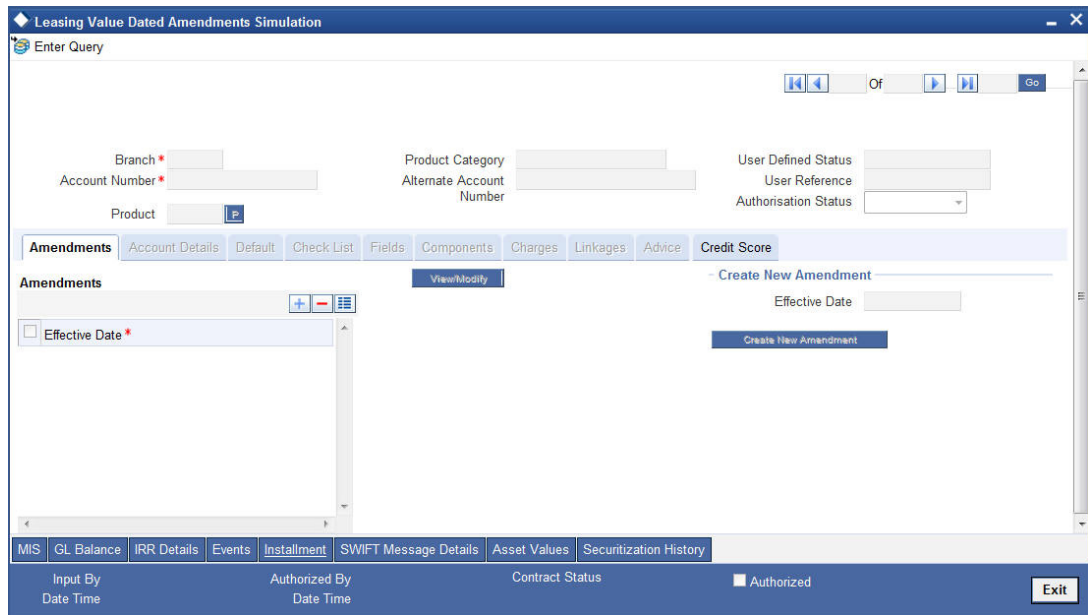 Leasing Value Dated Amendments Simulation
Enter Query
Of Go
Branch * Product Category User Defined Status
Account Number * Alternate Account Number User Reference
Product P Authorisation Status
Amendments Account Details Default Check List Fields Components Charges Linkages Advice Credit Score
Amendments View/Modify Create New Amendment
Effective Date
Effective Date *
Create New Amendment
MIS GL Balance IRR Details Events Installment SWIFT Message Details Asset Values Securitization History
Input By Authorized By Contract Status Authorized
Date Time Date Time Exit